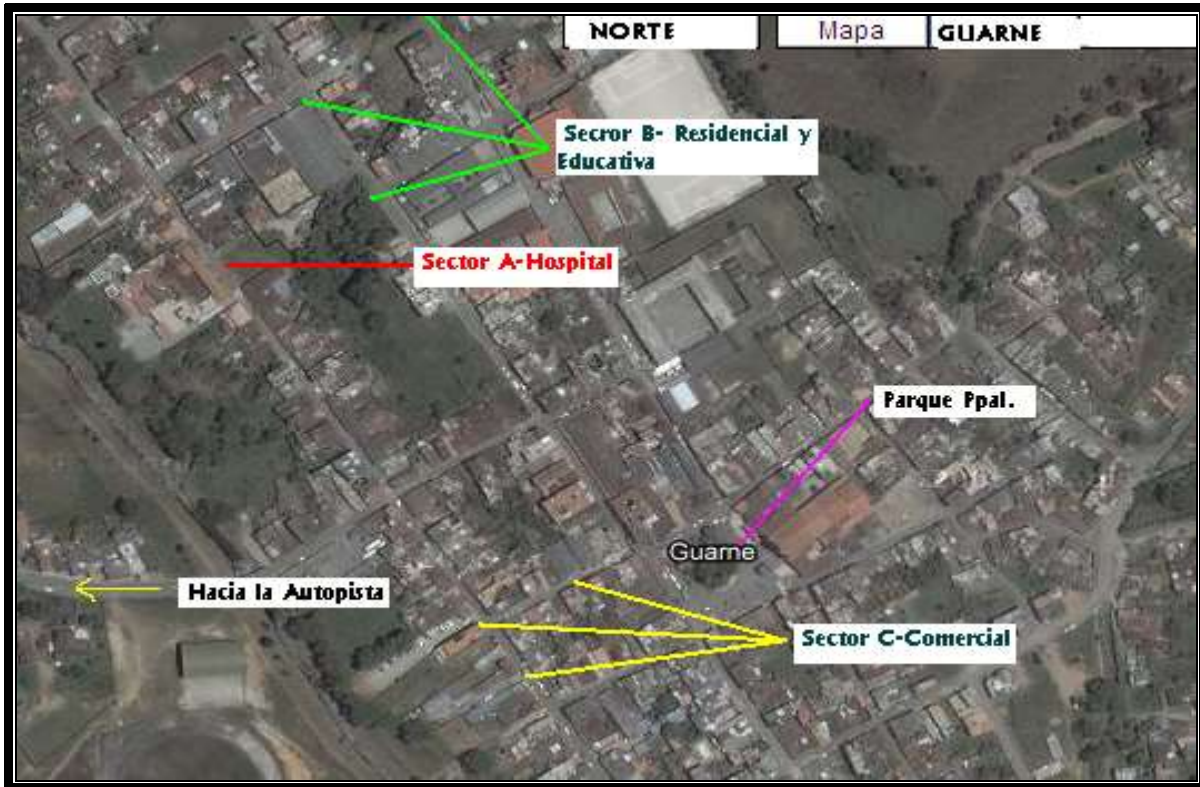 NORTE
Mapa
GUARNE
Secror B- Residencial y
Educativa
Sector A-Hospital
Parque Ppal.
Guarne
Hacia la Autopista
Sector C-Comercial